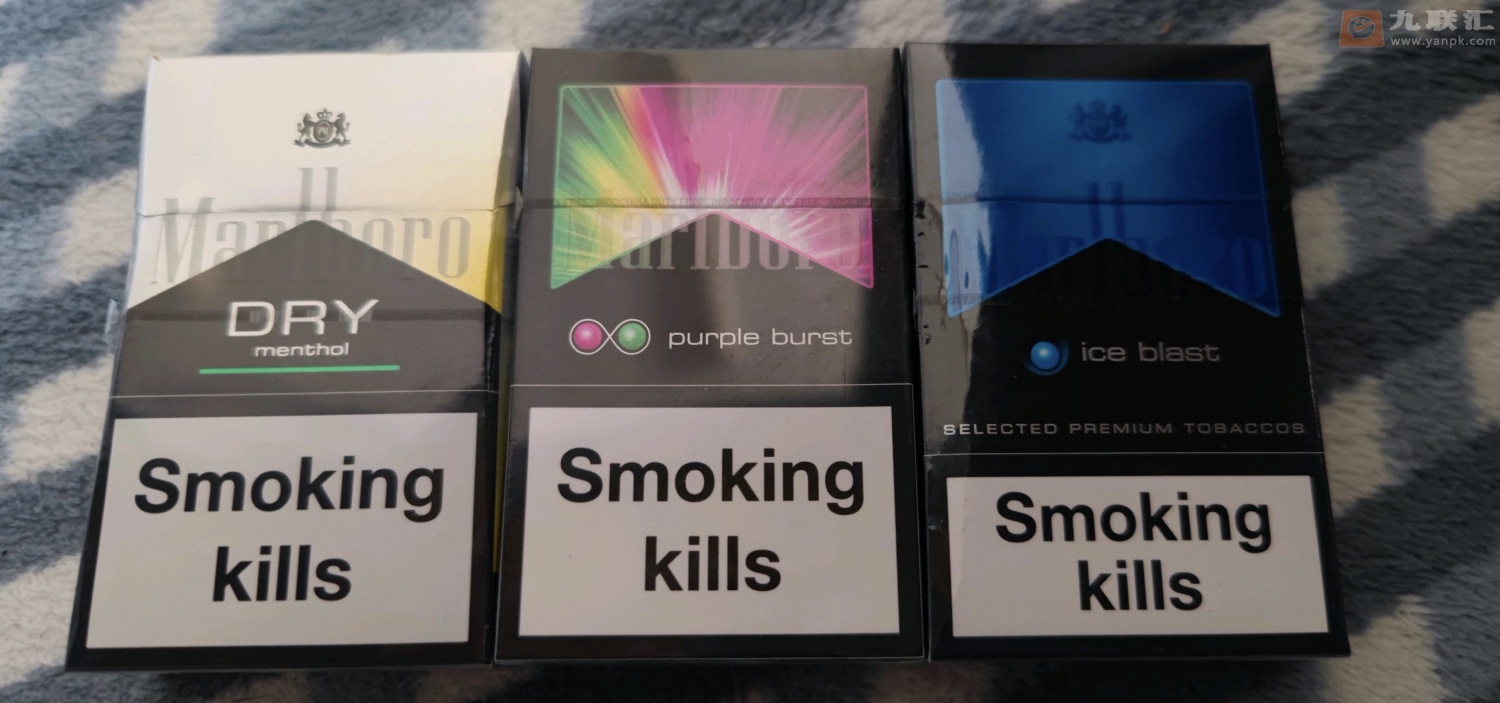 九联汇
www.yanpk.com
Marlboro
DRY
menthol
Smoking
kills
Marlboro
purple burst
Smoking
kills
Marlboro
ice blast
SELECTED PREMIUM TOBACCOS
Smoking
kills